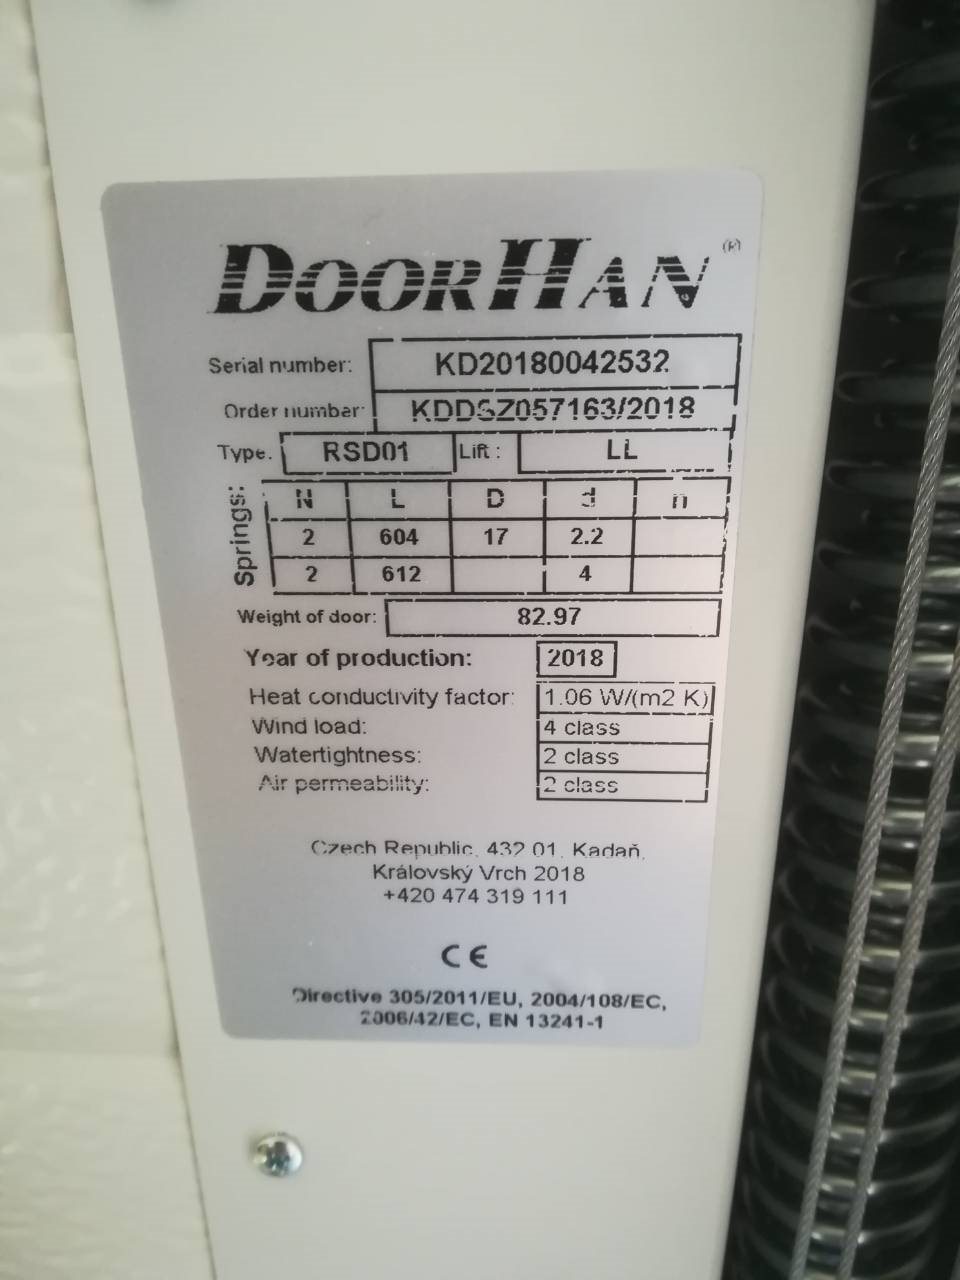 DOORHAN ®
Serial number: KD20180042532
Order number: KDDSZ057163/2018
Type. RSD01 Lift : LL
Springs:
N L D d n
2 604 17 2.2
2 612 4
Weight of door: 82.97
Year of production: 2018
Heat conductivity factor: 1.06 W/(m2 K)
Wind load: 4 class
Watertightness: 2 class
Air permeability: 2 class
Czech Republic, 432 01, Kadaň,
Královský Vrch 2018
+420 474 319 111
CE
Directive 305/2011/EU, 2004/108/EC,
2006/42/EC, EN 13241-1